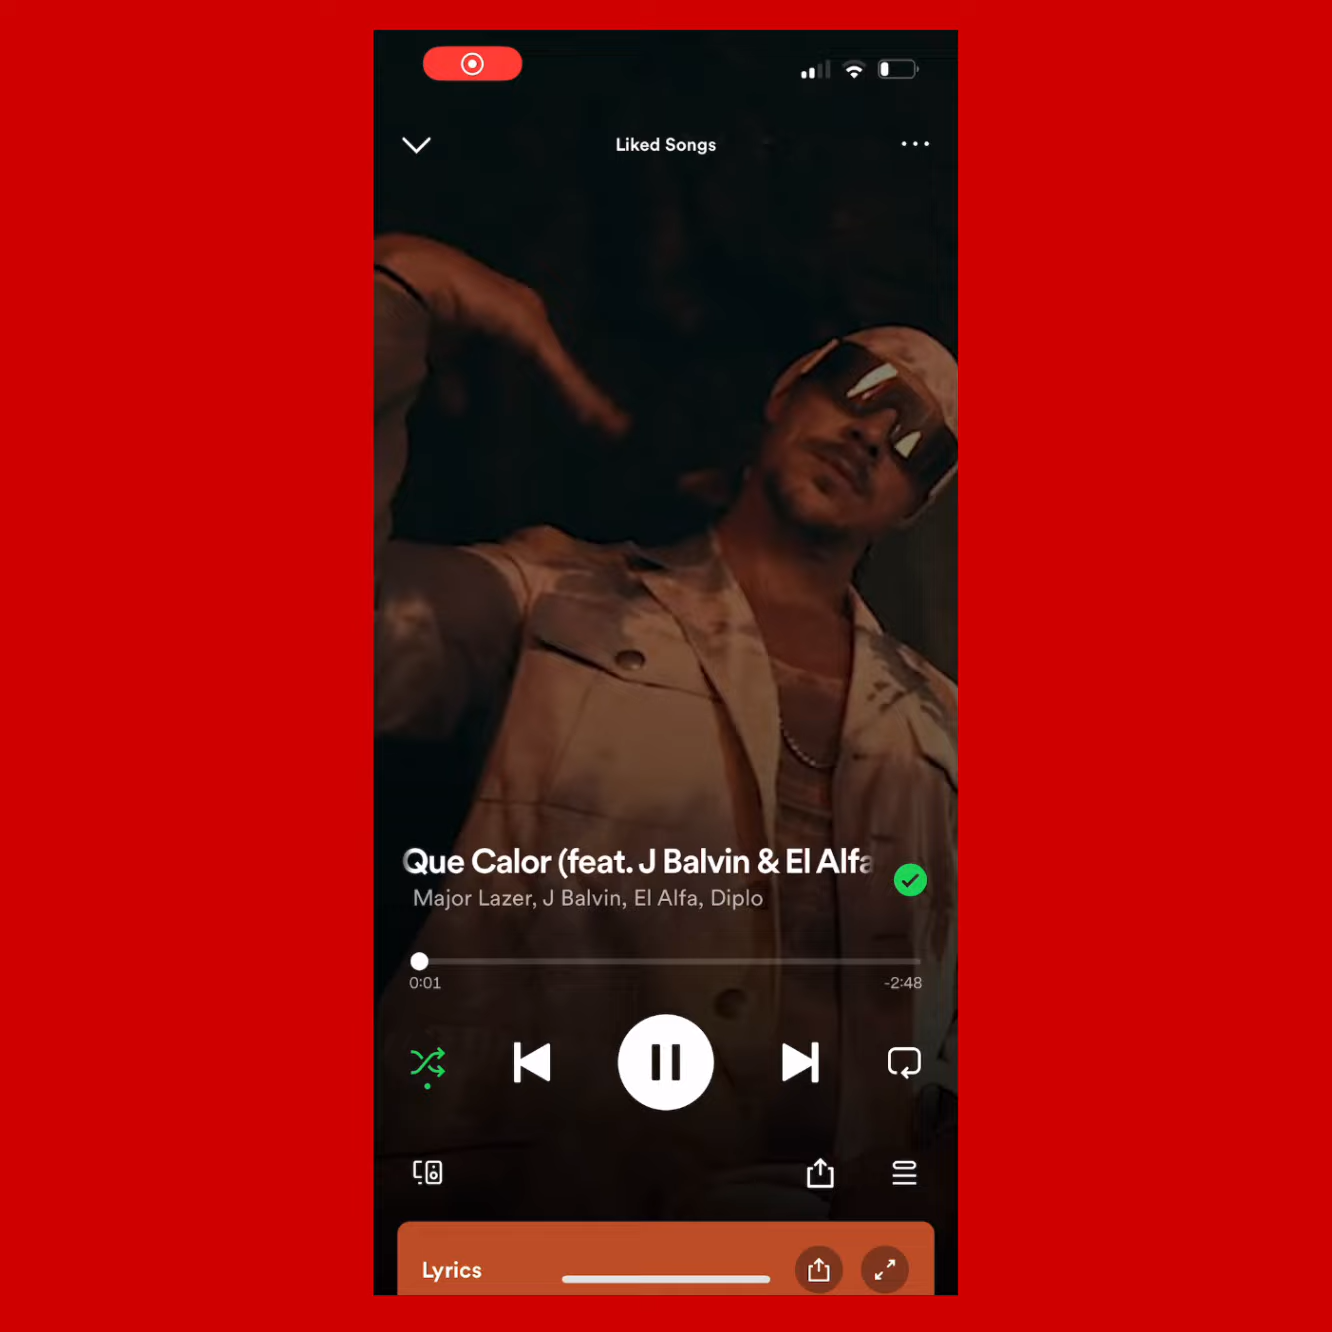 Liked Songs
Que Calor (feat. J Balvin & El Alfa
Major Lazer, J Balvin, El Alfa, Diplo
0:01
-2:48
Lyrics